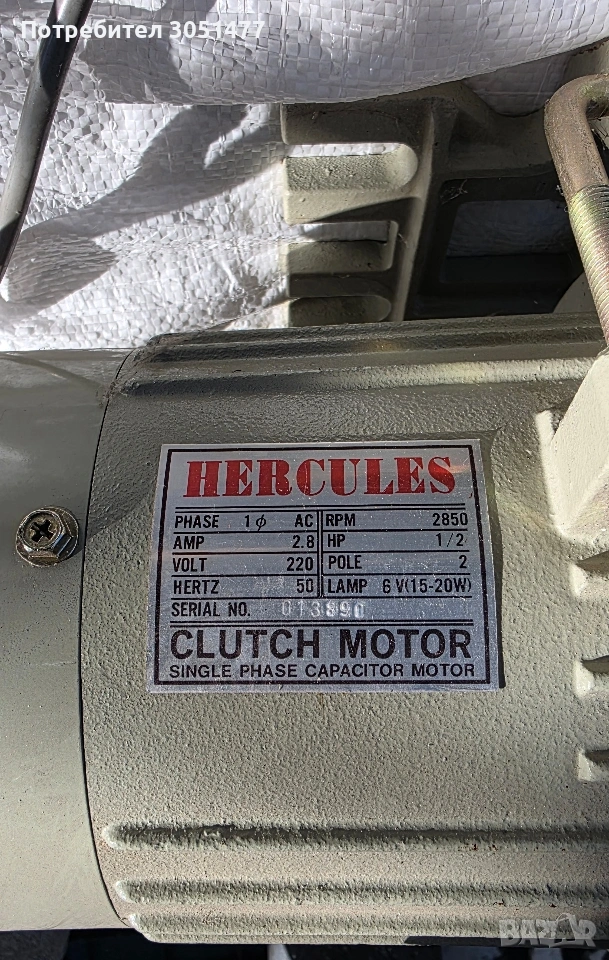 Потребител 3051477
HERCULES
PHASE 1ϕ AC RPM 2850
AMP 2.8 HP 1/2
VOLT 220 POLE 2
HERTZ 50 LAMP 6V(15-20W)
SERIAL NO. 013890
CLUTCH MOTOR
SINGLE PHASE CAPACITOR MOTOR
BAZAR